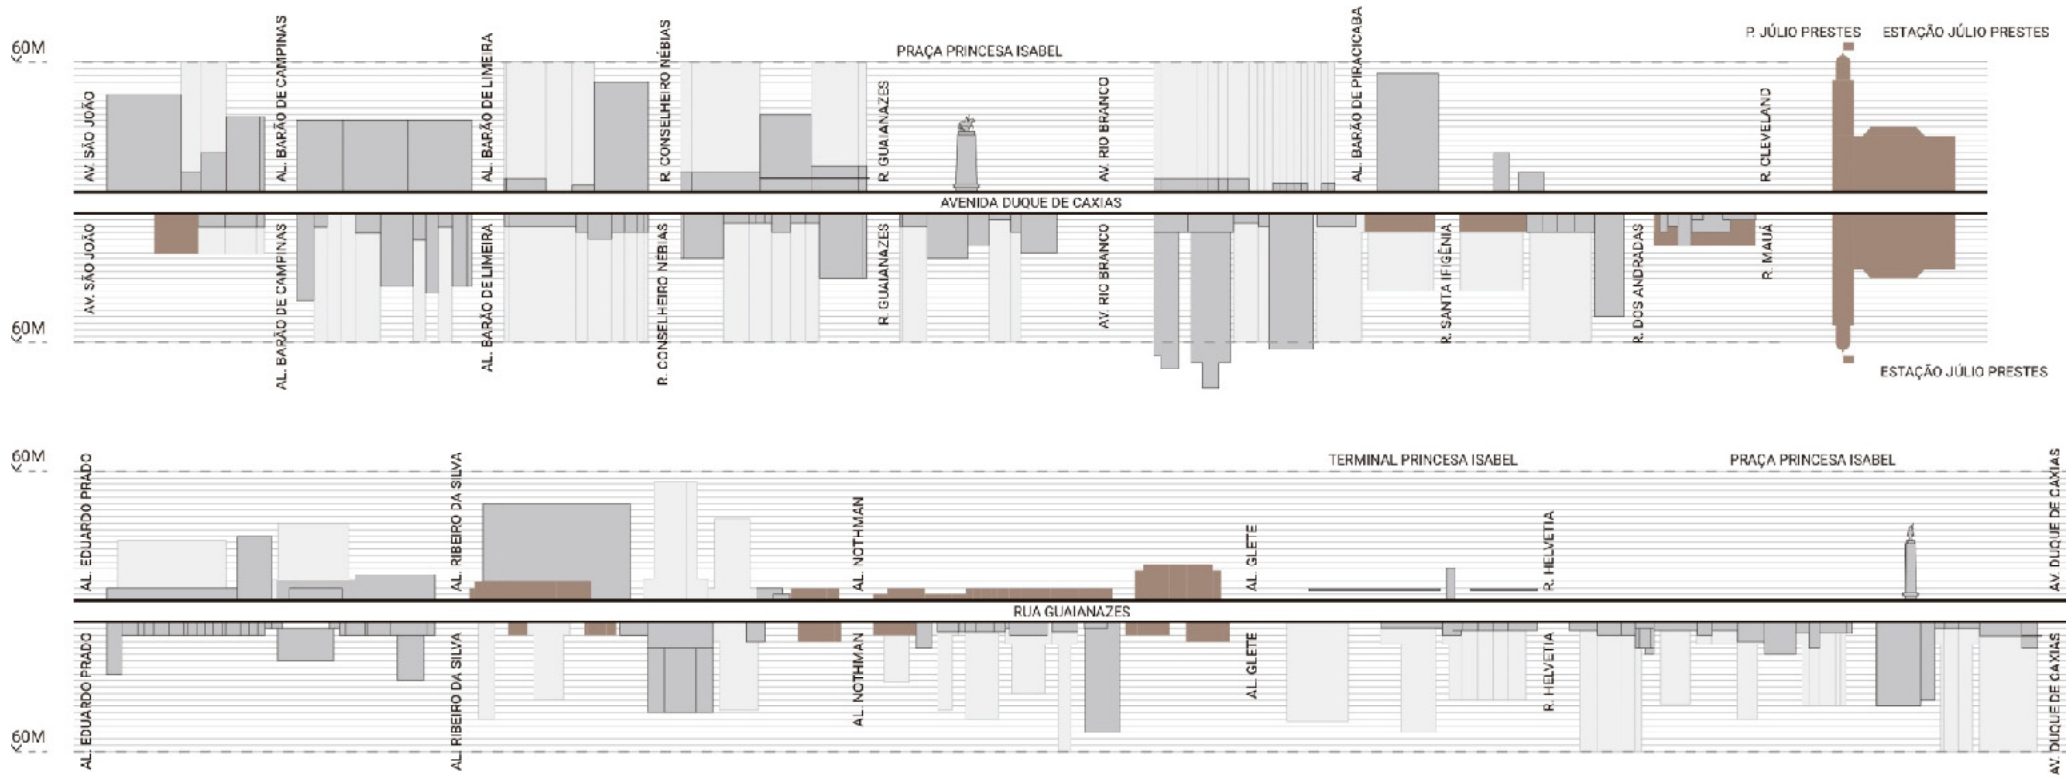 60M
AV. SÃO JOÃO
AL. BARÃO DE CAMPINAS
AL. BARÃO DE LIMEIRA
R. CONSELHEIRO NÉBIAS
R. GUAIANAZES
PRAÇA PRINCESA ISABEL
AV. RIO BRANCO
AL. BARÃO DE PIRACICABA
R. CLEVELAND
P. JÚLIO PRESTES
ESTAÇÃO JÚLIO PRESTES
AVENIDA DUQUE DE CAXIAS
60M
AV. SÃO JOÃO
AL. BARÃO DE CAMPINAS
AL. BARÃO DE LIMEIRA
R. CONSELHEIRO NÉBIAS
R. GUAIANAZES
AV. RIO BRANCO
R. SANTA IFIGÊNIA
R. DOS ANDRADAS
R. MAUÁ
ESTAÇÃO JÚLIO PRESTES
60M
AL. EDUARDO PRADO
AL. RIBEIRO DA SILVA
AL. NOTHMAN
AL. GLETE
TERMINAL PRINCESA ISABEL
R. HELVETIA
PRAÇA PRINCESA ISABEL
AV. DUQUE DE CAXIAS
RUA GUAIANAZES
60M
AL. EDUARDO PRADO
AL. RIBEIRO DA SILVA
AL. NOTHMAN
AL. GLETE
R. HELVETIA
AV. DUQUE DE CAXIAS